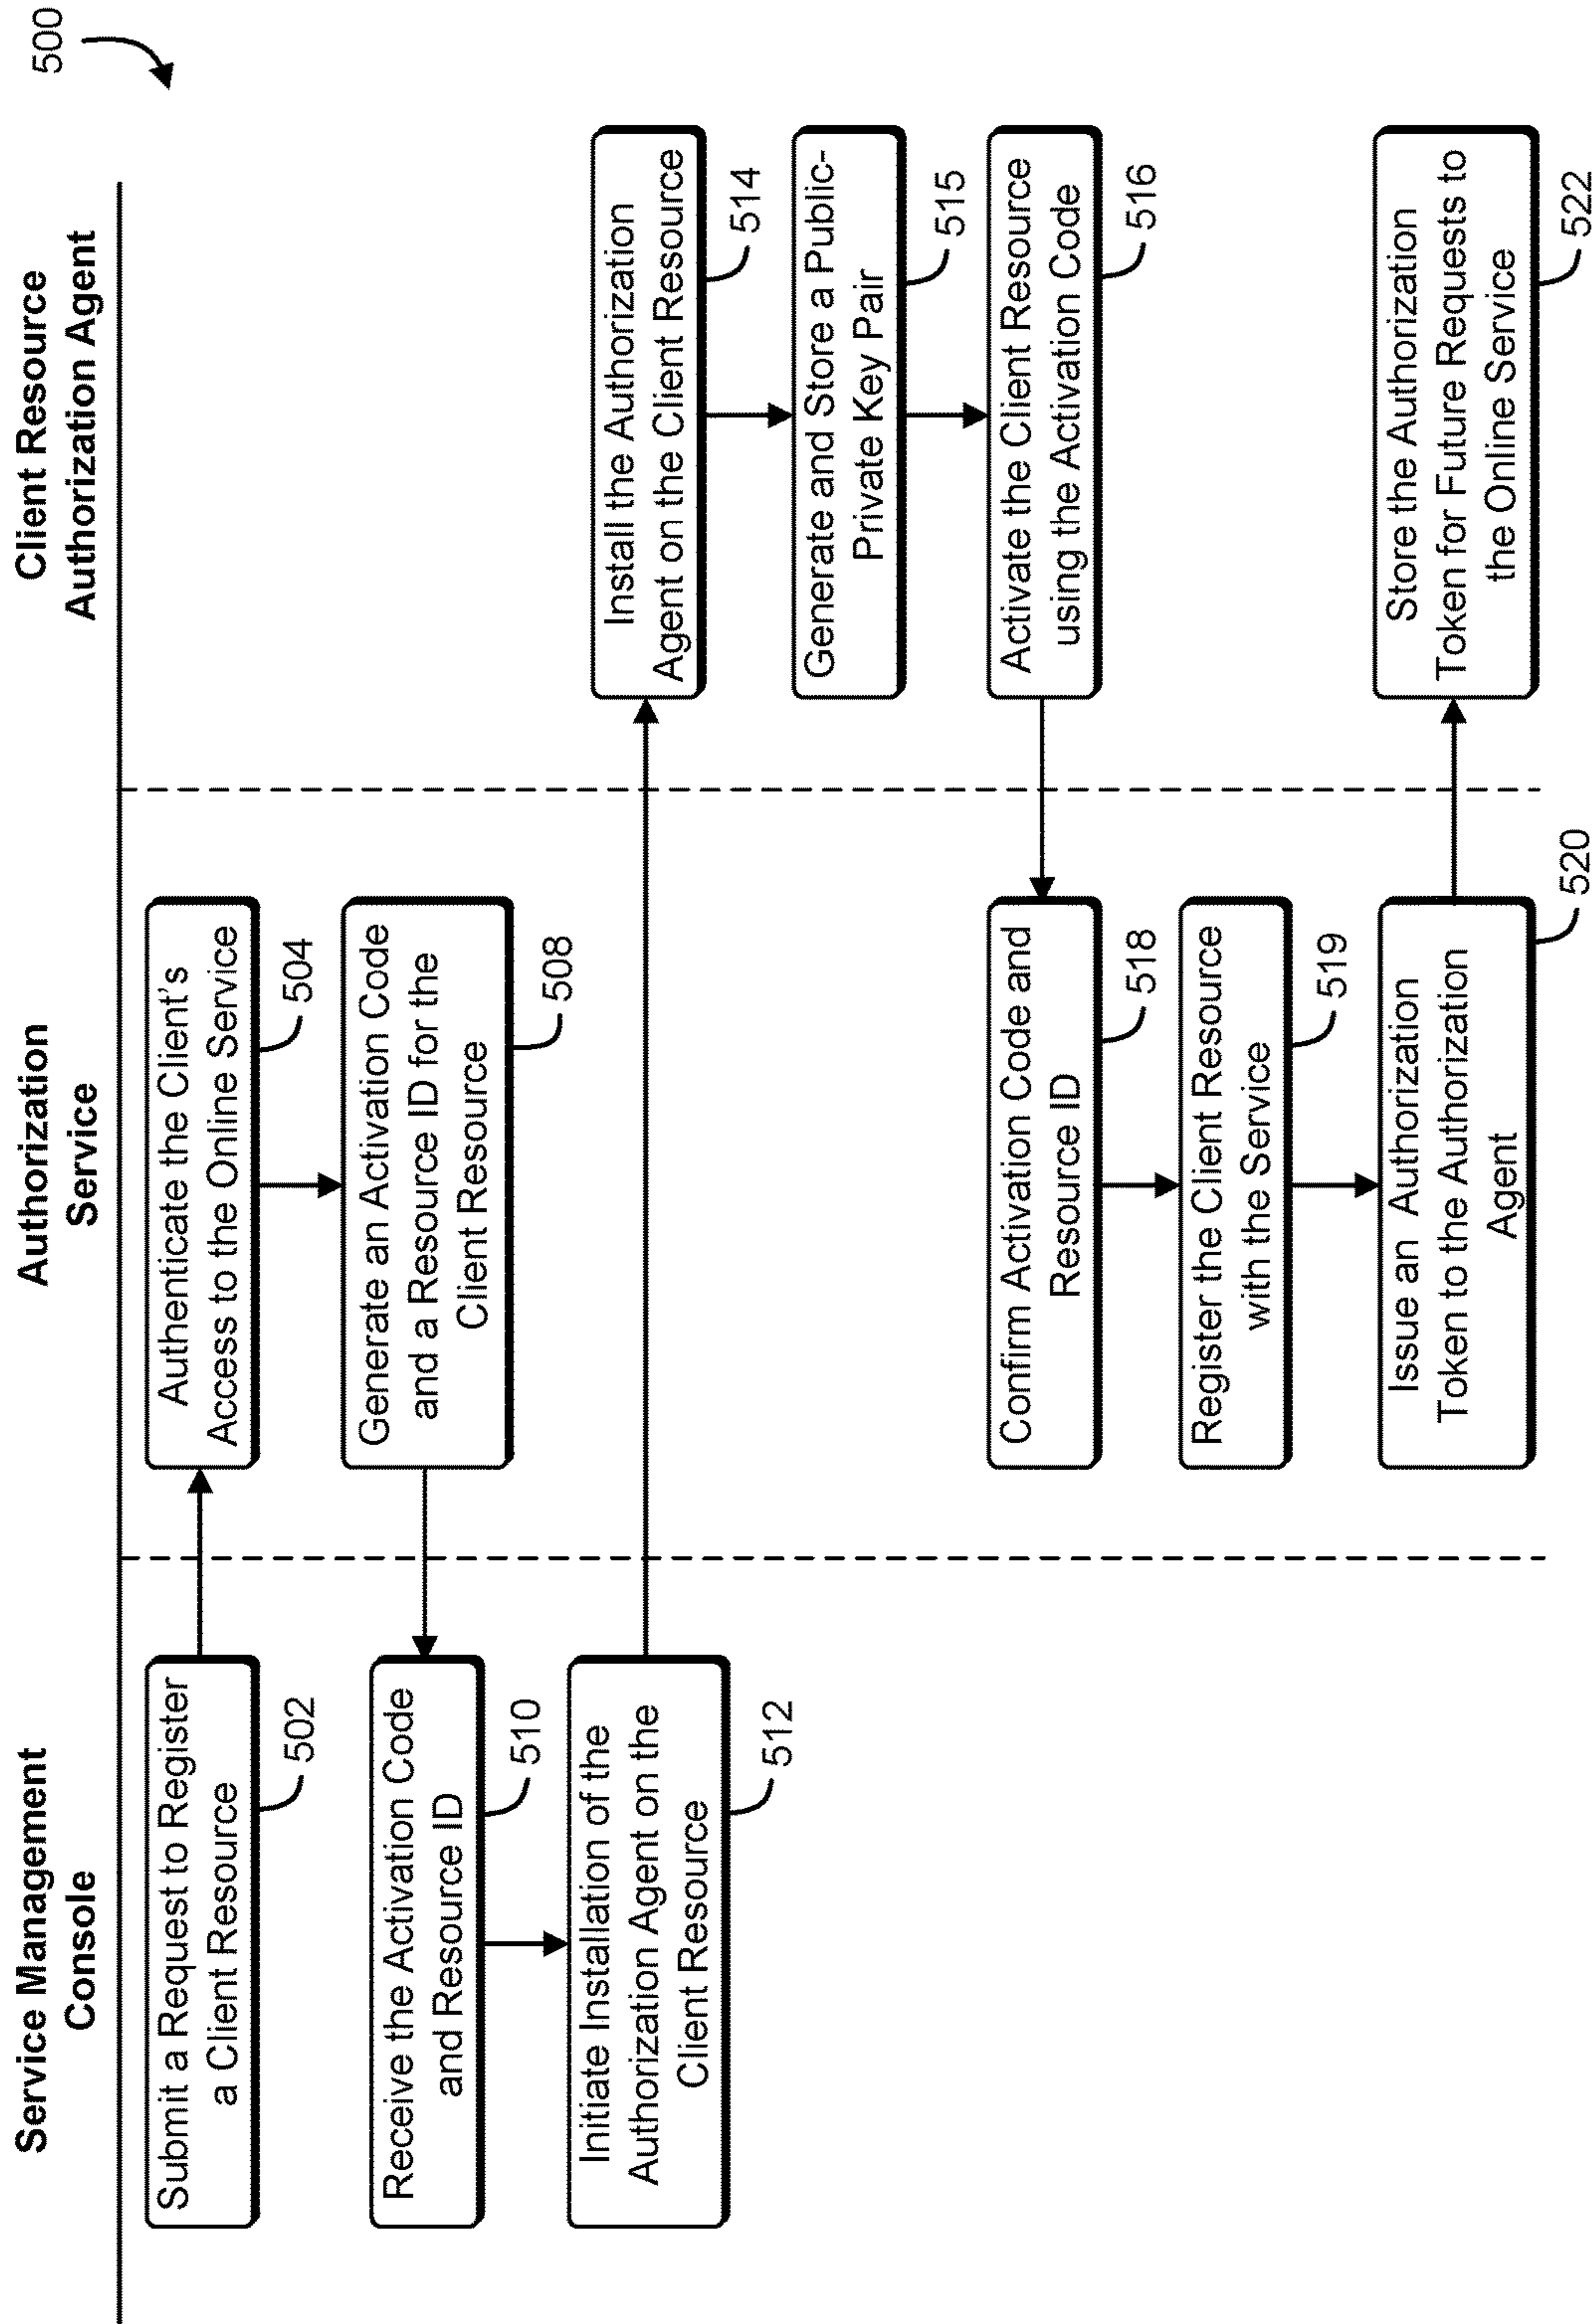 500
Service Management
Console
Authorization
Service
Client Resource
Authorization Agent
Submit a Request to Register
a Client Resource
502
Authenticate the Client's
Access to the Online Service
504
Generate an Activation Code
and a Resource ID for the
Client Resource
508
Receive the Activation Code
and Resource ID
510
Initiate Installation of the
Authorization Agent on the
Client Resource
512
Install the Authorization
Agent on the Client Resource
514
Generate and Store a Public-
Private Key Pair
515
Activate the Client Resource
using the Activation Code
516
Confirm Activation Code and
Resource ID
518
Register the Client Resource
with the Service
519
Issue an Authorization
Token to the Authorization
Agent
520
Store the Authorization
Token for Future Requests to
the Online Service
522